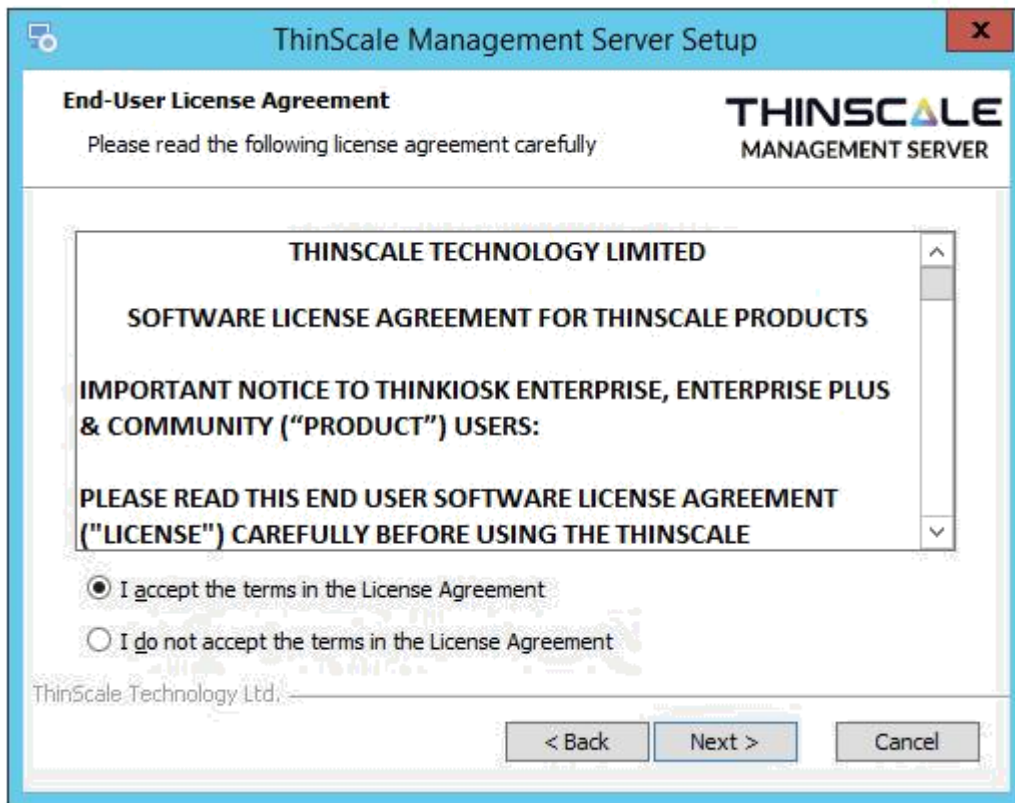 ThinScale Management Server Setup
x
End-User License Agreement
Please read the following license agreement carefully
THINSCALE
MANAGEMENT SERVER
THINSCALE TECHNOLOGY LIMITED
SOFTWARE LICENSE AGREEMENT FOR THINSCALE PRODUCTS
IMPORTANT NOTICE TO THINKIOSK ENTERPRISE, ENTERPRISE PLUS
& COMMUNITY (“PRODUCT”) USERS:
PLEASE READ THIS END USER SOFTWARE LICENSE AGREEMENT
("LICENSE") CAREFULLY BEFORE USING THE THINSCALE
I accept the terms in the License Agreement
I do not accept the terms in the License Agreement
ThinScale Technology Ltd.
< Back Next > Cancel